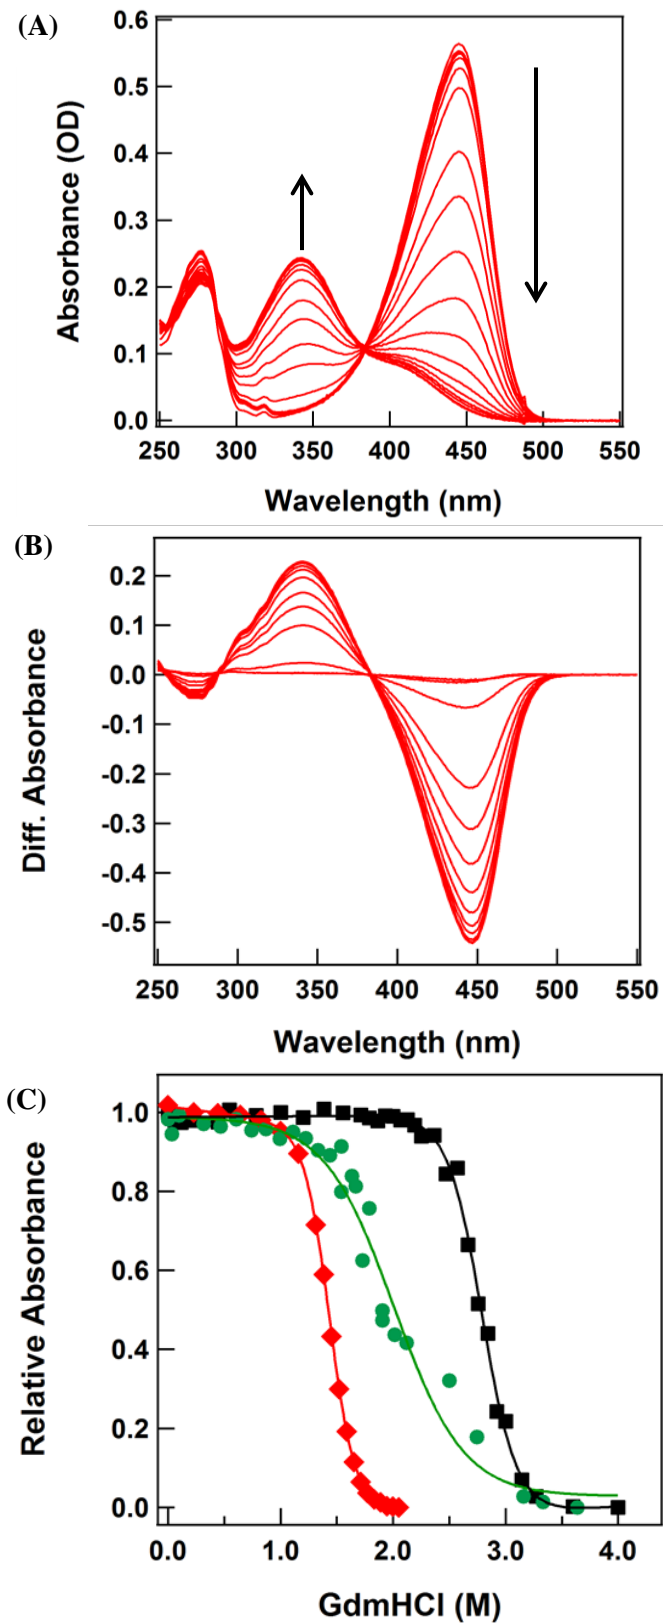 (A)
Absorbance (OD)
0.6
0.5
0.4
0.3
0.2
0.1
0.0
250 300 350 400 450 500 550
Wavelength (nm)
(B)
Diff. Absorbance
0.2
0.1
0.0
-0.1
-0.2
-0.3
-0.4
-0.5
250 300 350 400 450 500 550
Wavelength (nm)
(C)
Relative Absorbance
1.0
0.8
0.6
0.4
0.2
0.0
0.0 1.0 2.0 3.0 4.0
GdmHCl (M)